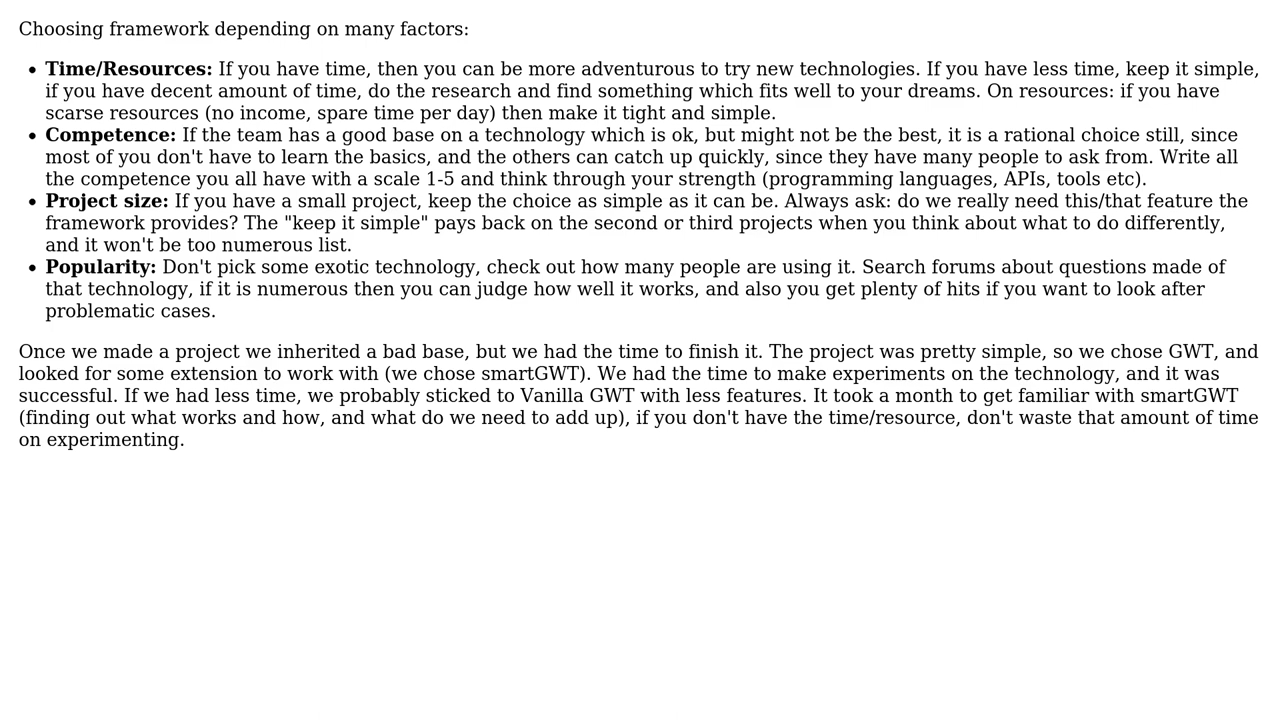 Choosing framework depending on many factors:
• Time/Resources: If you have time, then you can be more adventurous to try new technologies. If you have less time, keep it simple,
if you have decent amount of time, do the research and find something which fits well to your dreams. On resources: if you have
scarse resources (no income, spare time per day) then make it tight and simple.
• Competence: If the team has a good base on a technology which is ok, but might not be the best, it is a rational choice still, since
most of you don't have to learn the basics, and the others can catch up quickly, since they have many people to ask from. Write all
the competence you all have with a scale 1-5 and think through your strength (programming languages, APIs, tools etc).
• Project size: If you have a small project, keep the choice as simple as it can be. Always ask: do we really need this/that feature the
framework provides? The "keep it simple" pays back on the second or third projects when you think about what to do differently,
and it won't be too numerous list.
• Popularity: Don't pick some exotic technology, check out how many people are using it. Search forums about questions made of
that technology, if it is numerous then you can judge how well it works, and also you get plenty of hits if you want to look after
problematic cases.
Once we made a project we inherited a bad base, but we had the time to finish it. The project was pretty simple, so we chose GWT, and
looked for some extension to work with (we chose smartGWT). We had the time to make experiments on the technology, and it was
successful. If we had less time, we probably sticked to Vanilla GWT with less features. It took a month to get familiar with smartGWT
(finding out what works and how, and what do we need to add up), if you don't have the time/resource, don't waste that amount of time
on experimenting.